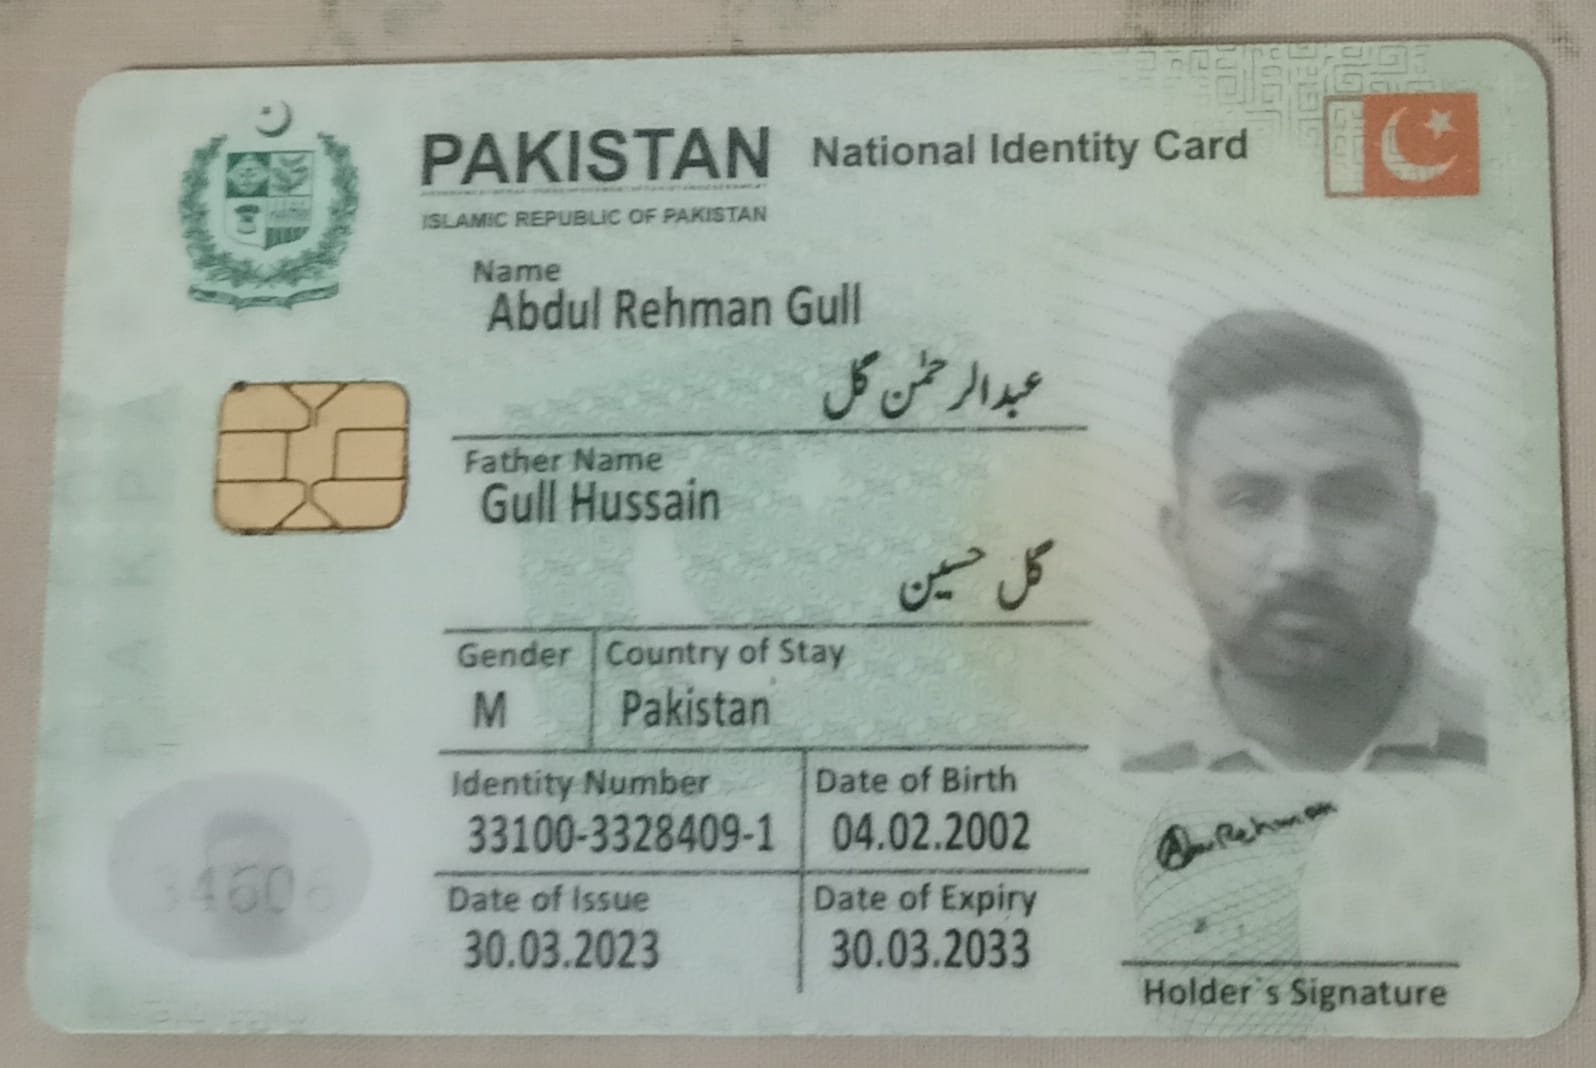 PAKISTAN National Identity Card
ISLAMIC REPUBLIC OF PAKISTAN
Name
Abdul Rehman Gull
عبدالرحمٰن گل
Father Name
Gull Hussain
گل حسین
Gender Country of Stay
M Pakistan
Identity Number Date of Birth
33100-3328409-1 04.02.2002
Date of Issue Date of Expiry
30.03.2023 30.03.2033
Holder's Signature